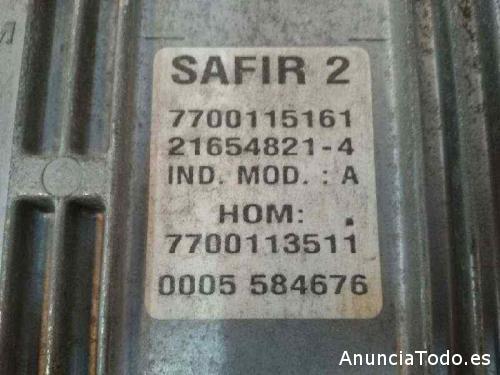 SAFIR 2
7700115161
21654821-4
IND. MOD. : A
HOM: .
7700113511
0005 584676
AnunciaTodo.es